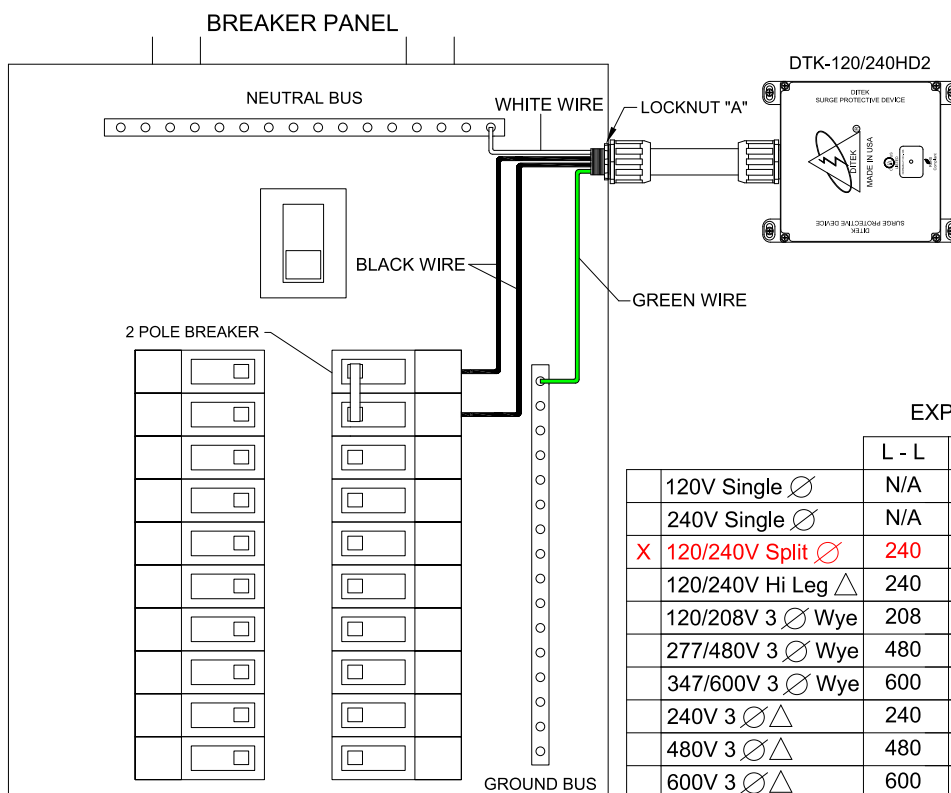 BREAKER PANEL
NEUTRAL BUS
WHITE WIRE
LOCKNUT "A"
DTK-120/240HD2
DITEK
SURGE PROTECTIVE DEVICE
DITEK
®
MADE IN USA
DITEK
SURGE PROTECTIVE DEVICE
BLACK WIRE
GREEN WIRE
2 POLE BREAKER
GROUND BUS
EXP
L - L
120V Single ∅ N/A
240V Single ∅ N/A
X 120/240V Split ∅ 240
120/240V Hi Leg △ 240
120/208V 3 ∅ Wye 208
277/480V 3 ∅ Wye 480
347/600V 3 ∅ Wye 600
240V 3 ∅ △ 240
480V 3 ∅ △ 480
600V 3 ∅ △ 600